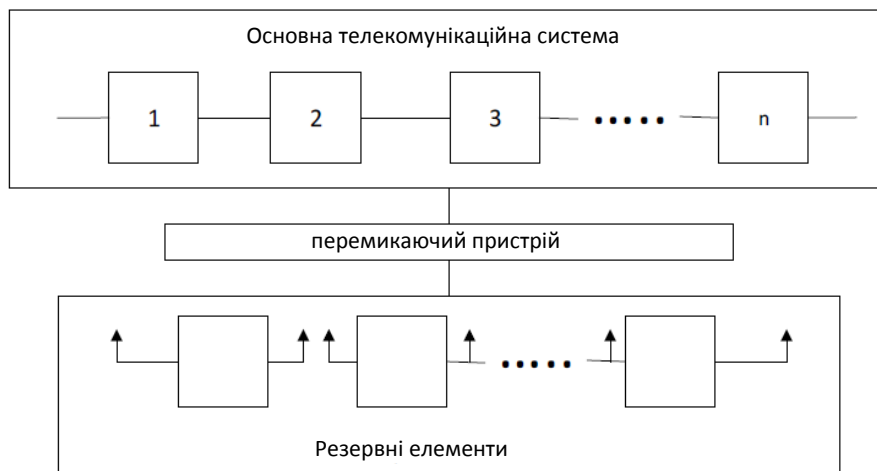 Основна телекомунікаційна система
1 2 3 ..... n
перемикаючий пристрій
.....
Резервні елементи